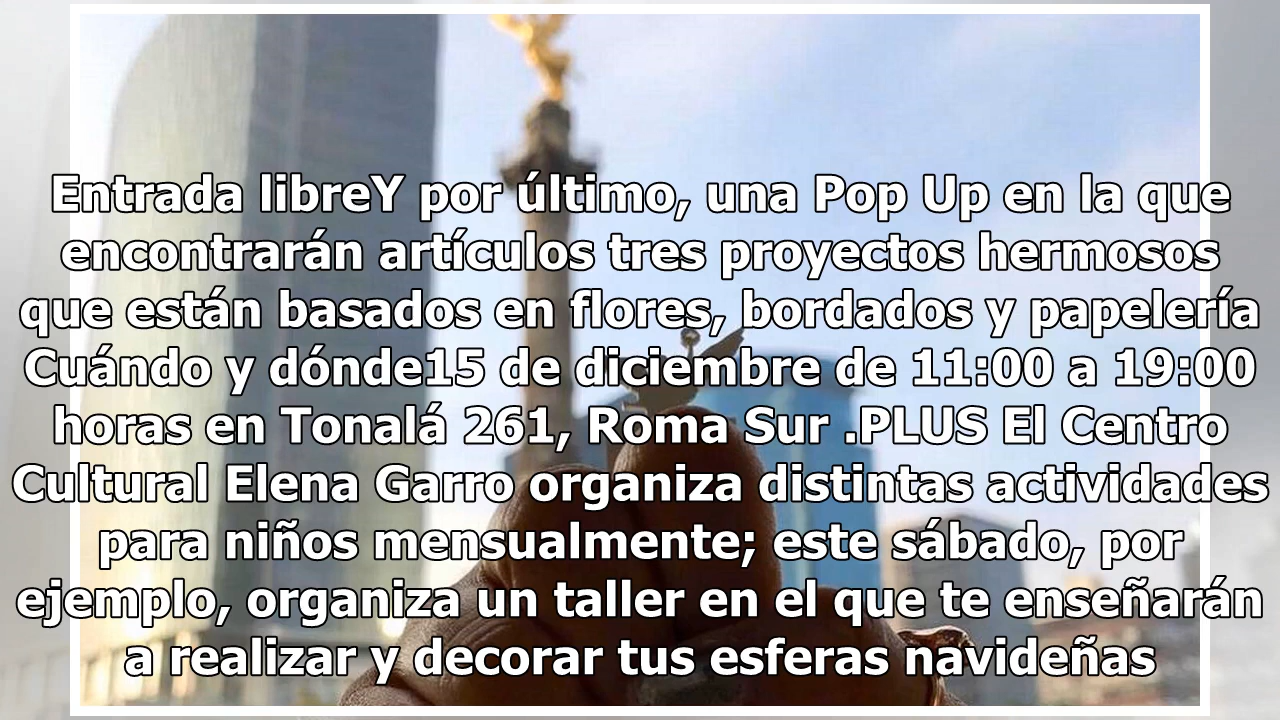 Entrada libreY por último, una Pop Up en la que
encontrarán artículos tres proyectos hermosos
que están basados en flores, bordados y papelería
Cuándo y dónde15 de diciembre de 11:00 a 19:00
horas en Tonalá 261, Roma Sur .PLUS El Centro
Cultural Elena Garro organiza distintas actividades
para niños mensualmente; este sábado, por
ejemplo, organiza un taller en el que te enseñarán
a realizar y decorar tus esferas navideñas